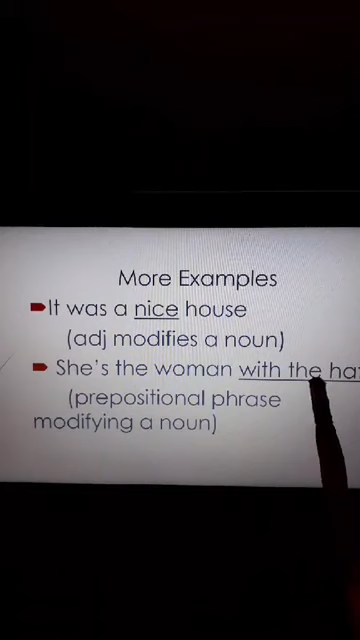 More Examples
It was a nice house
(adj modifies a noun)
She's the woman with the
(prepositional phrase
modifying a noun)